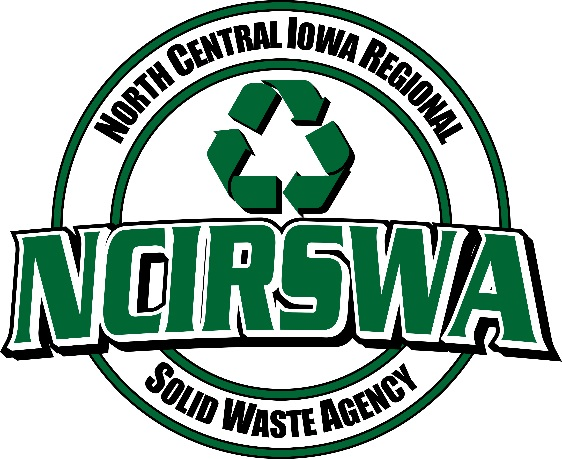 NORTH CENTRAL IOWA REGIONAL
NCIRSWA
SOLID WASTE AGENCY